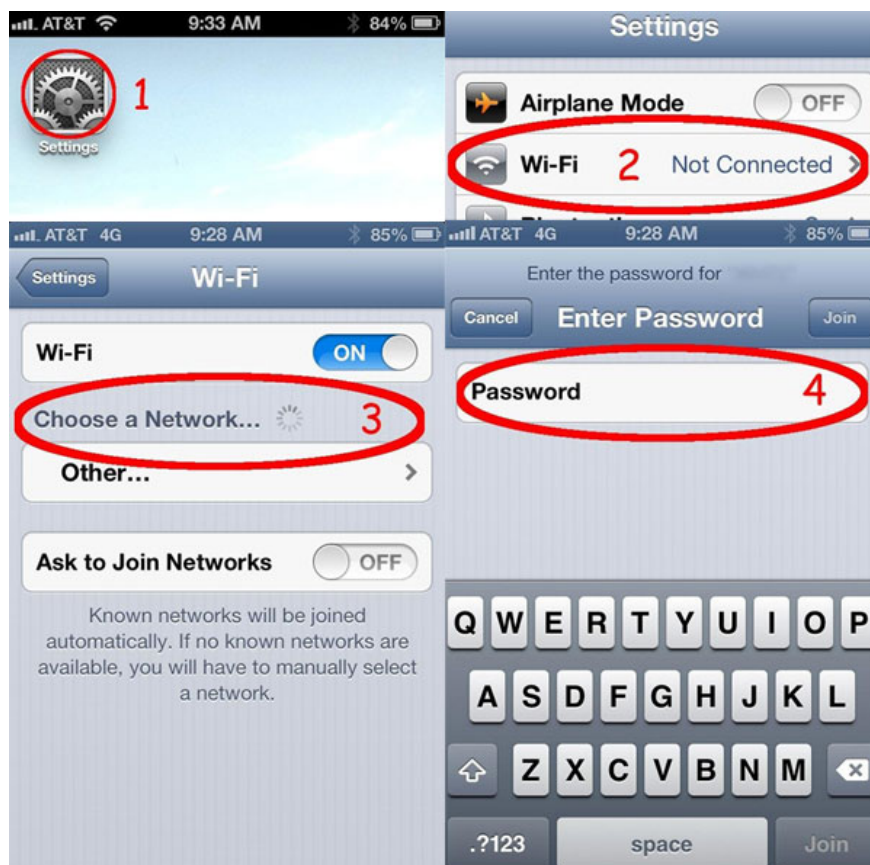 AT&T 9:33 AM 84%
1
Settings
Settings
Airplane Mode OFF
Wi-Fi 2 Not Connected
AT&T 4G 9:28 AM 85%
Settings Wi-Fi
Wi-Fi ON
Choose a Network... 3
Other...
Ask to Join Networks OFF
Known networks will be joined
automatically. If no known networks are
available, you will have to manually select
a network.
AT&T 4G 9:28 AM 85%
Enter the password for
Cancel Enter Password Join
Password 4
Q W E R T Y U I O P
A S D F G H J K L
Z X C V B N M
.?123 space Join